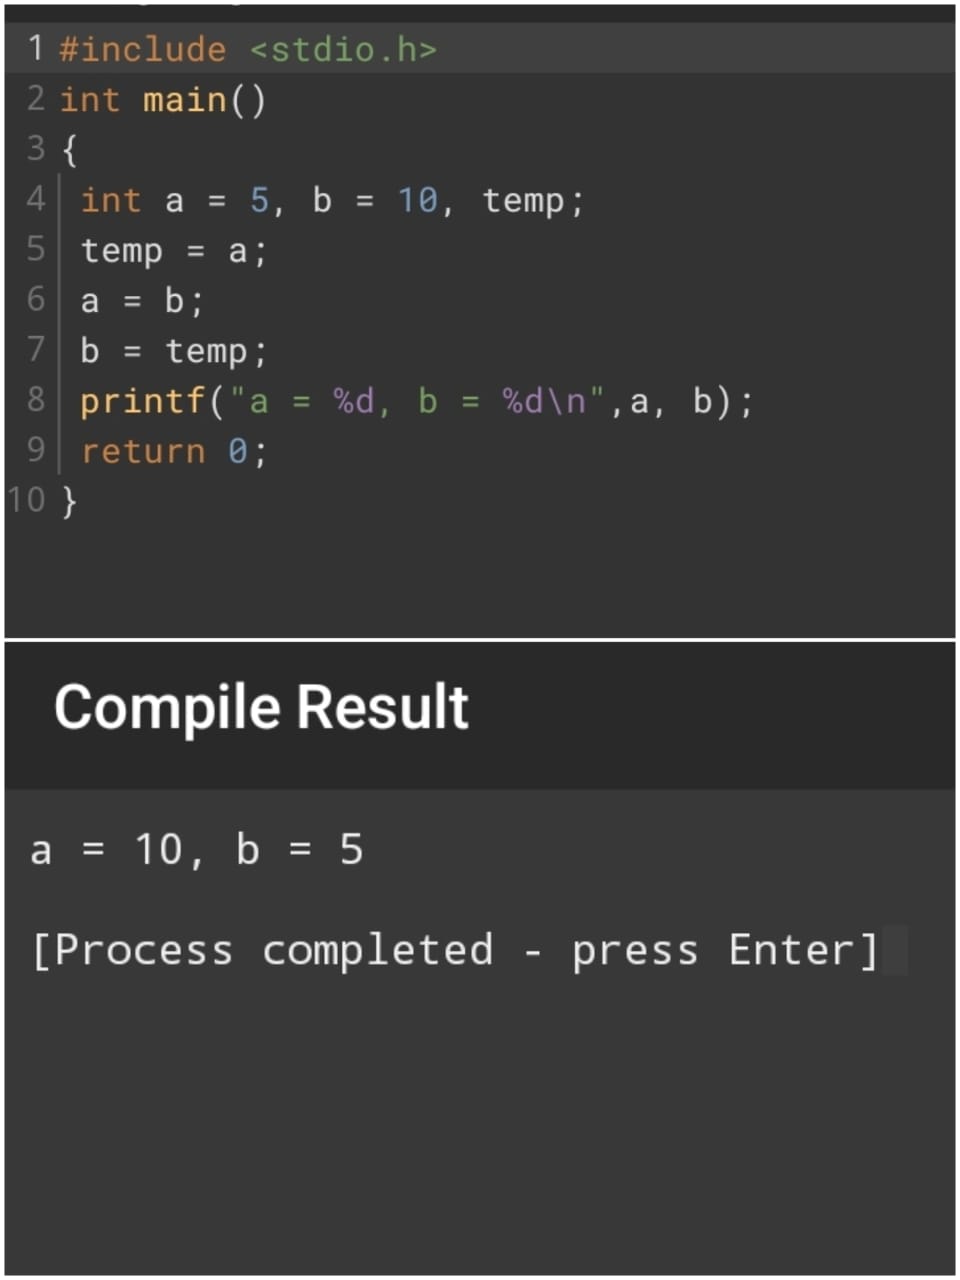 1 #include <stdio.h>
2 int main()
3 {
4 int a = 5, b = 10, temp;
5 temp = a;
6 a = b;
7 b = temp;
8 printf("a = %d, b = %d\n",a, b);
9 return 0;
10 }
Compile Result
a = 10, b = 5
[Process completed - press Enter]